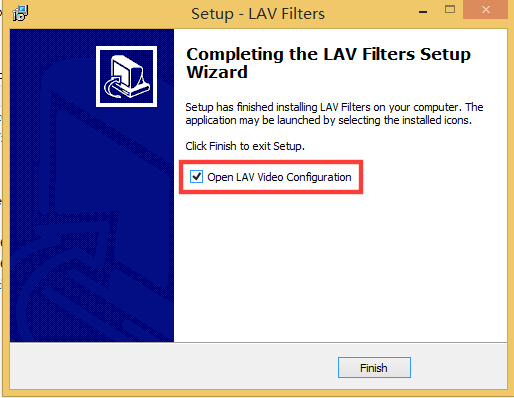 Setup - LAV Filters
Completing the LAV Filters Setup
Wizard
Setup has finished installing LAV Filters on your computer. The
application may be launched by selecting the installed icons.
Click Finish to exit Setup.
Open LAV Video Configuration
Finish